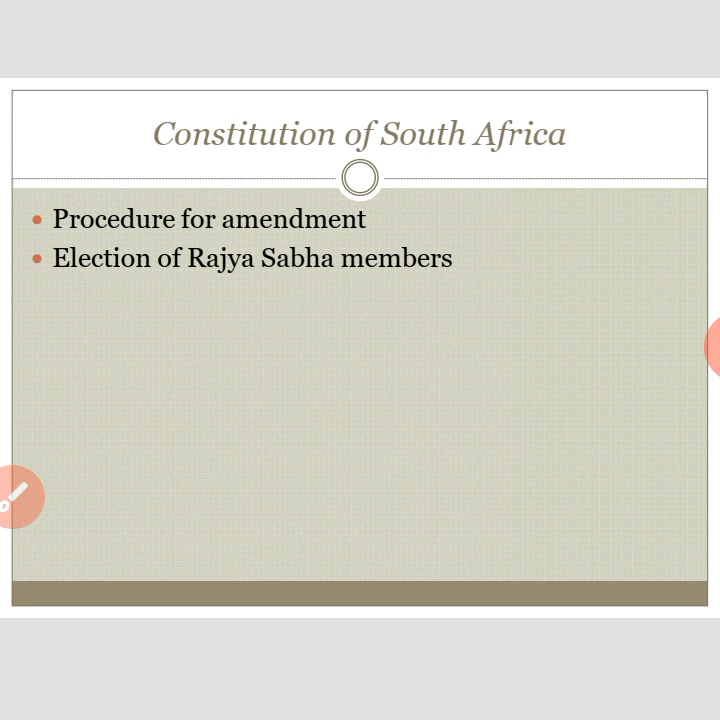 Constitution of South Africa
Procedure for amendment
Election of Rajya Sabha members